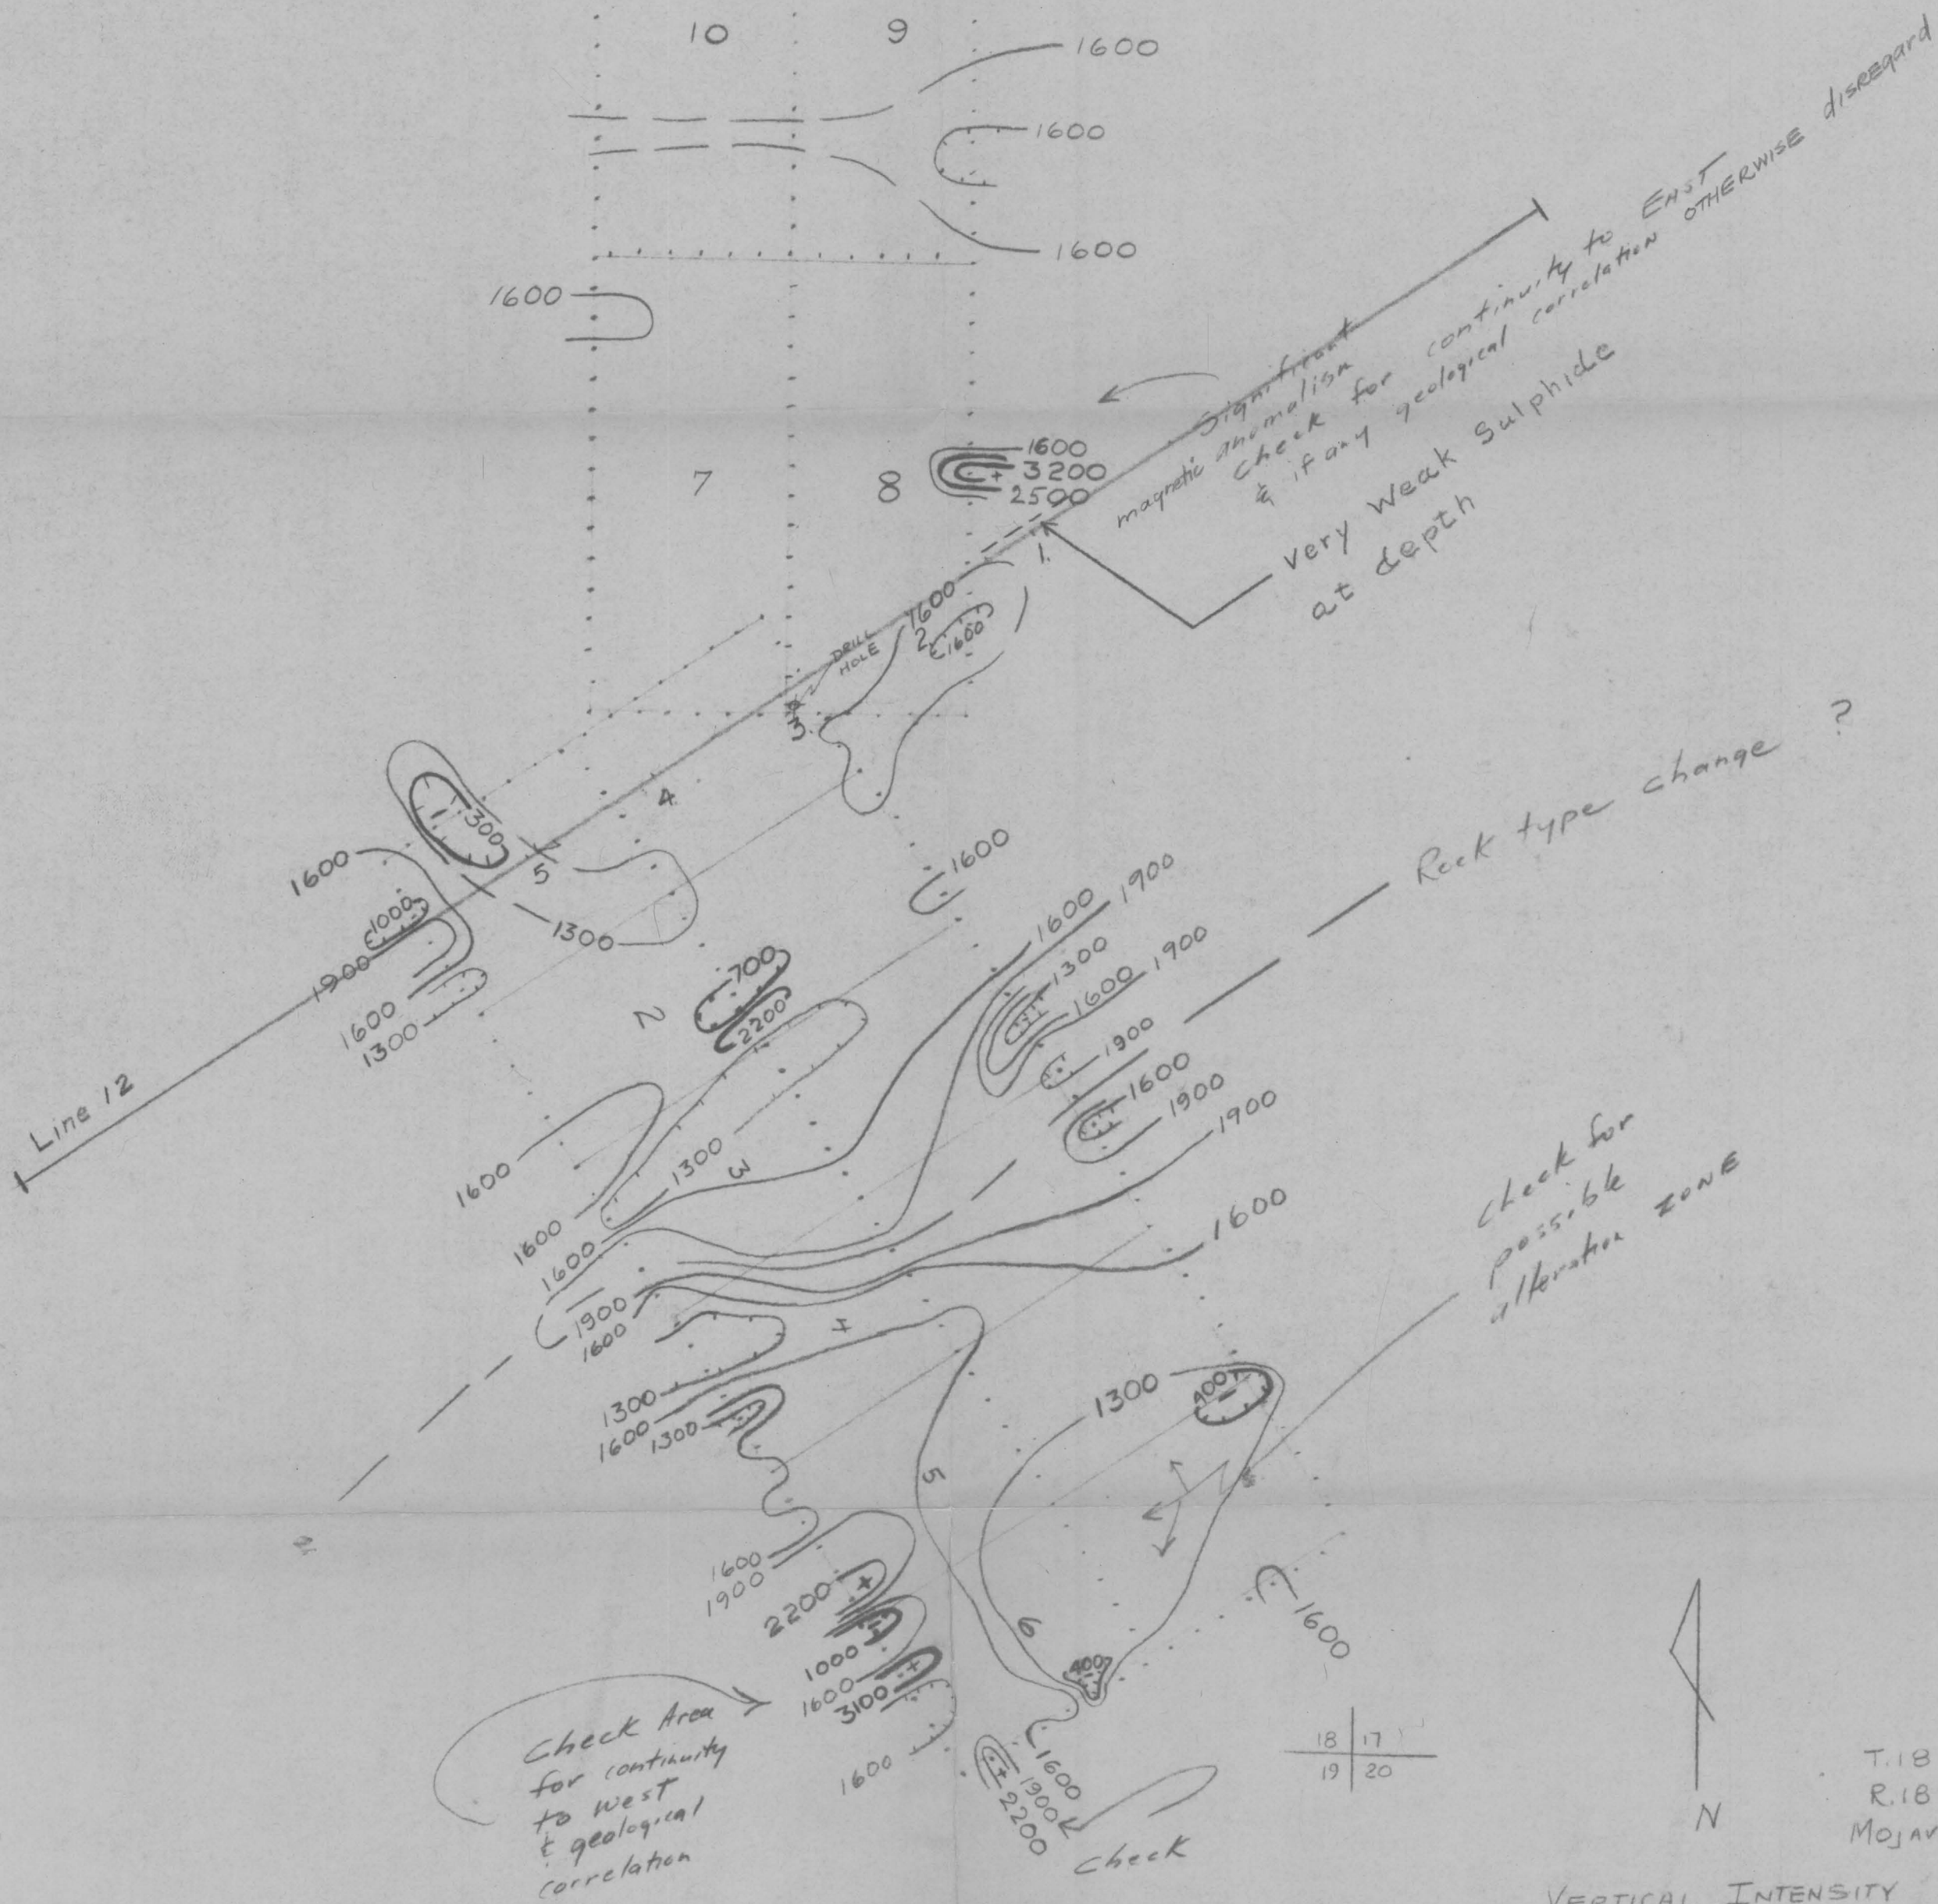 10
9
1600
1600
1600
1600
Significant
magnetic anomalism
check for continuity to EAST
& if any geological correlation OTHERWISE disregard
7
8
1600
3200
2500
1.
very weak sulphide
at depth
1600
2
1600
DRILL
HOLE
3
4
5
300
1600
1000
1900
1600
1300
1300
Line 12
1600
Rock type change ?
2
700
2200
1600
1900
1300
1600
1900
1900
1600
1900
1900
1600
1600
1300
3
1600
1600
1900
1600
4
1300
1600
1300
check for
possible
alteration ZONE
1300
400
5
6
1600
1900
2200
1000
1600
3100
1600
400
1600
1600
1900
2200
Check
Check Area
for continuity
to west
& geological
correlation
18 17
19 20
N
T.18
R.18
MOJAV
VERTICAL INTENSITY